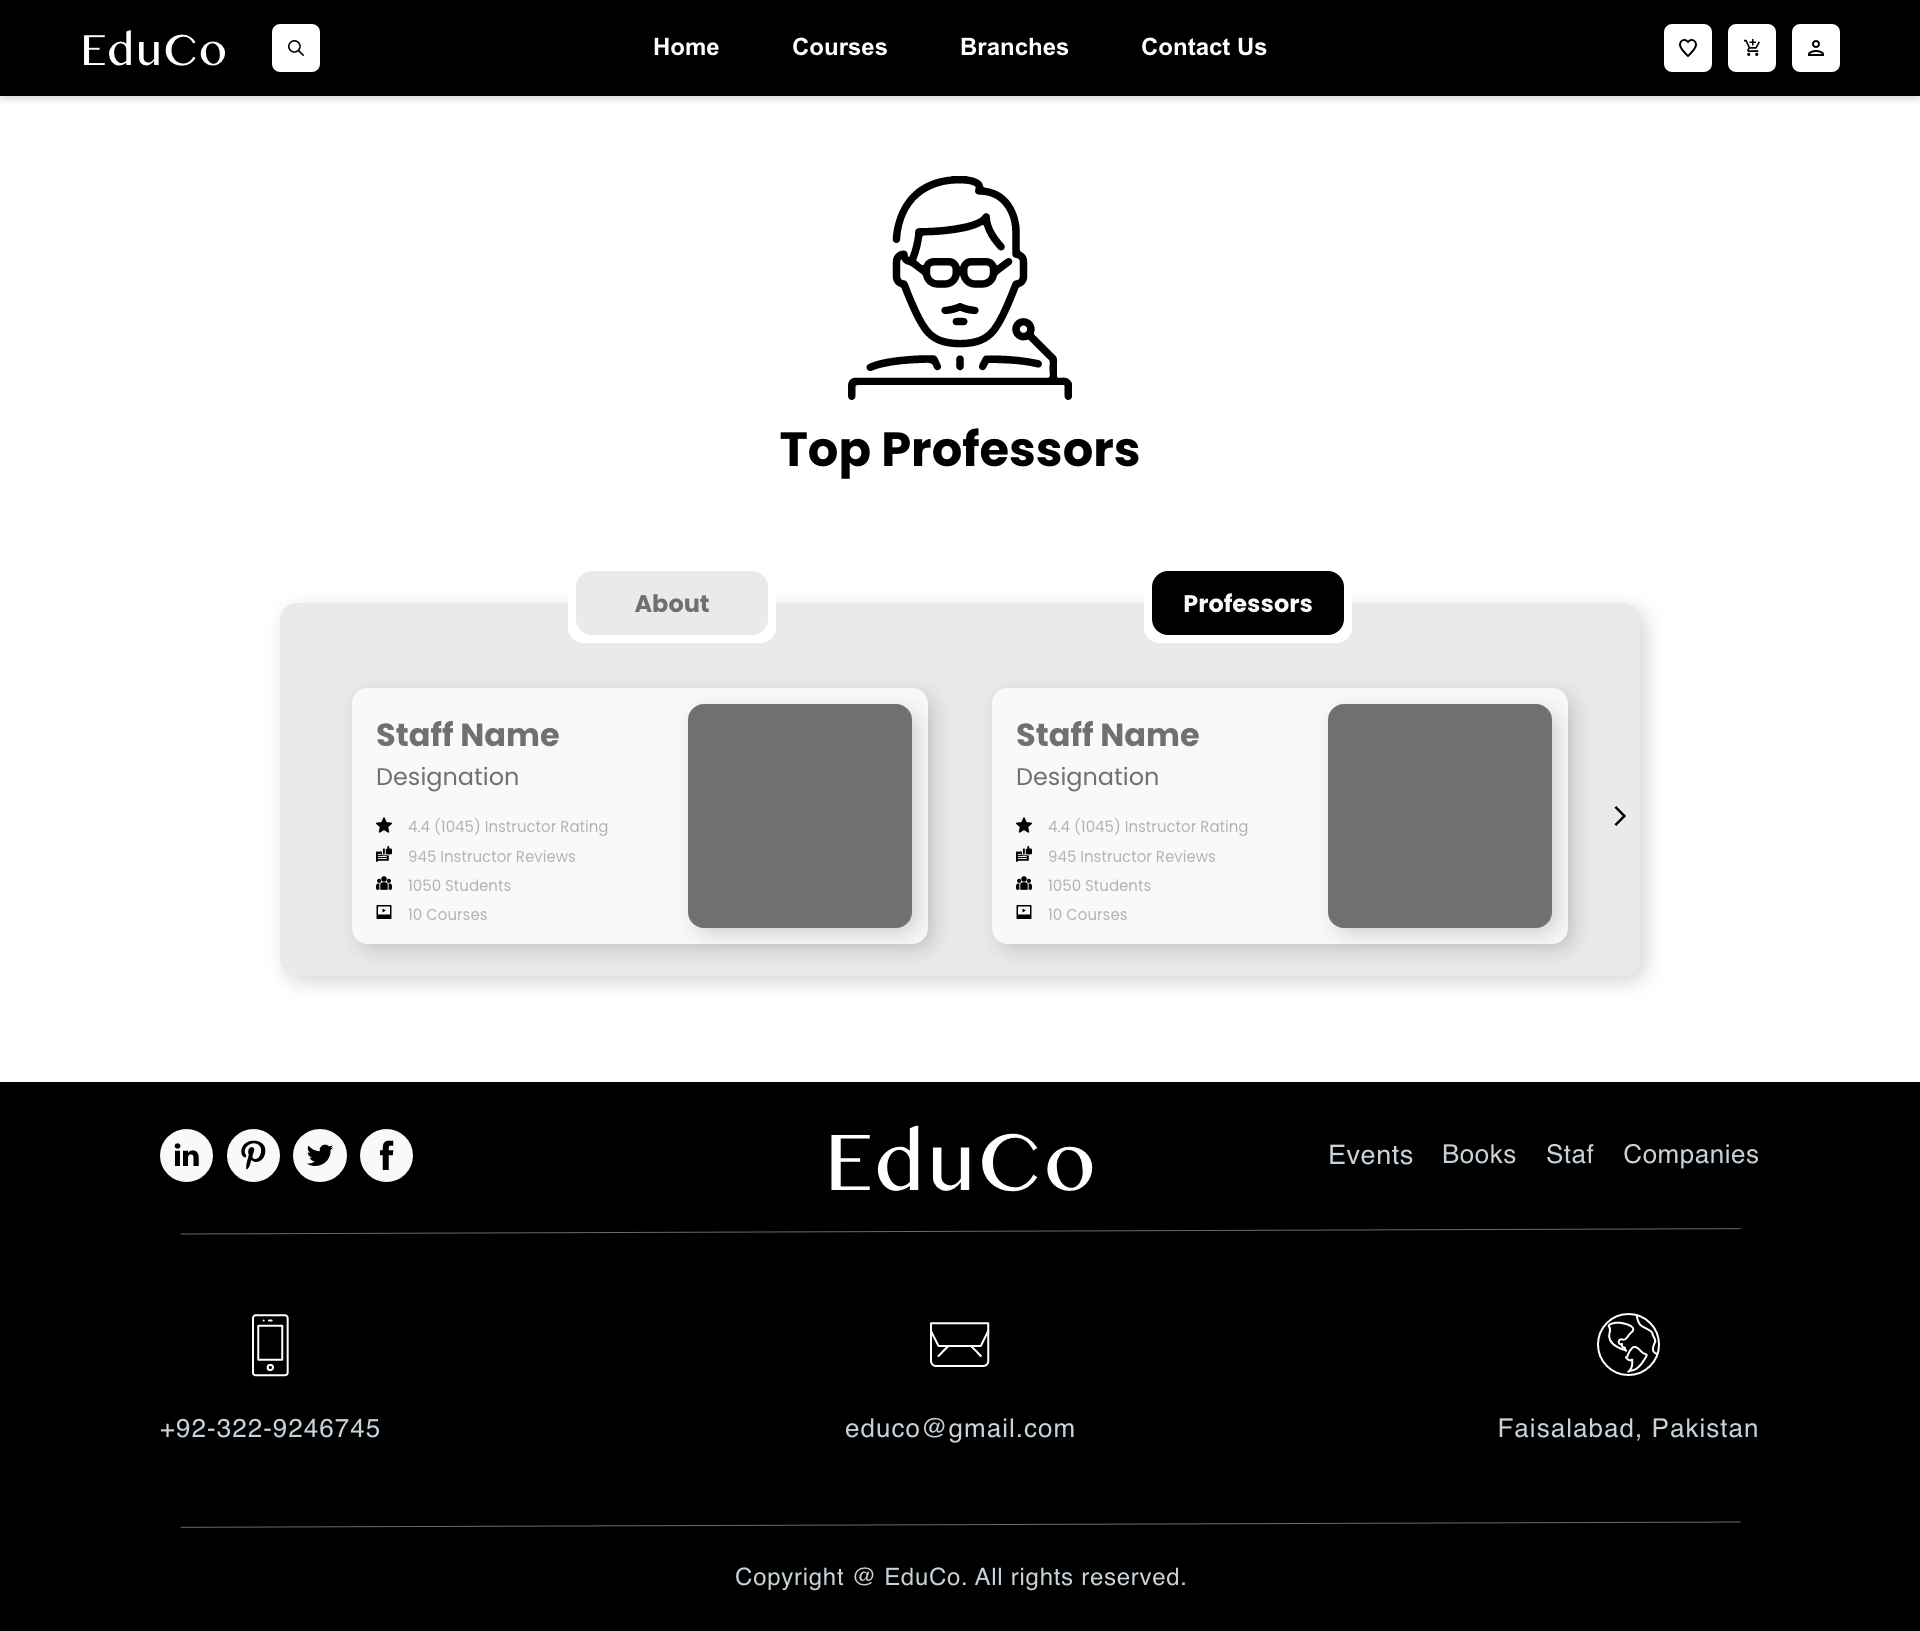 EduCo
Home Courses Branches Contact Us
Top Professors
About
Professors
Staff Name
Designation
4.4 (1045) Instructor Rating
945 Instructor Reviews
1050 Students
10 Courses
Staff Name
Designation
4.4 (1045) Instructor Rating
945 Instructor Reviews
1050 Students
10 Courses
EduCo
Events Books Staf Companies
+92-322-9246745
educo@gmail.com
Faisalabad, Pakistan
Copyright @ EduCo. All rights reserved.